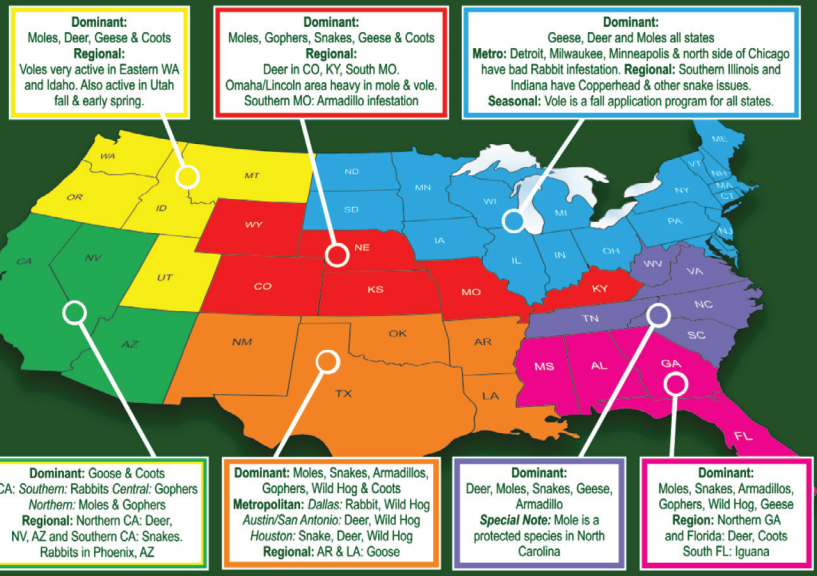 Dominant:
Moles, Deer, Geese & Coots
Regional:
Voles very active in Eastern WA
and Idaho. Also active in Utah
fall & early spring.
Dominant:
Moles, Gophers, Snakes, Geese & Coots
Regional:
Deer in CO, KY, South MO.
Omaha/Lincoln area heavy in mole & vole.
Southern MO: Armadillo infestation
Dominant:
Geese, Deer and Moles all states
Metro: Detroit, Milwaukee, Minneapolis & north side of Chicago
have bad Rabbit infestation. Regional: Southern Illinois and
Indiana have Copperhead & other snake issues.
Seasonal: Vole is a fall application program for all states.
WA
OR
ID
MT
ND
SD
MN
WI
MI
IA
IL
IN
OH
PA
NY
VT
NH
ME
MA
CT
NJ
WY
NE
CO
KS
MO
KY
WV
VA
NC
SC
TN
CA
NV
UT
AZ
NM
OK
TX
AR
LA
MS
AL
GA
FL
Dominant: Goose & Coots
CA: Southern: Rabbits Central: Gophers
Northern: Moles & Gophers
Regional: Northern CA: Deer,
NV, AZ and Southern CA: Snakes.
Rabbits in Phoenix, AZ
Dominant: Moles, Snakes, Armadillos,
Gophers, Wild Hog & Coots
Metropolitan: Dallas: Rabbit, Wild Hog
Austin/San Antonio: Deer, Wild Hog
Houston: Snake, Deer, Wild Hog
Regional: AR & LA: Goose
Dominant:
Deer, Moles, Snakes, Geese,
Armadillo
Special Note: Mole is a
protected species in North
Carolina
Dominant:
Moles, Snakes, Armadillos,
Gophers, Wild Hog, Geese
Region: Northern GA
and Florida: Deer, Coots
South FL: Iguana